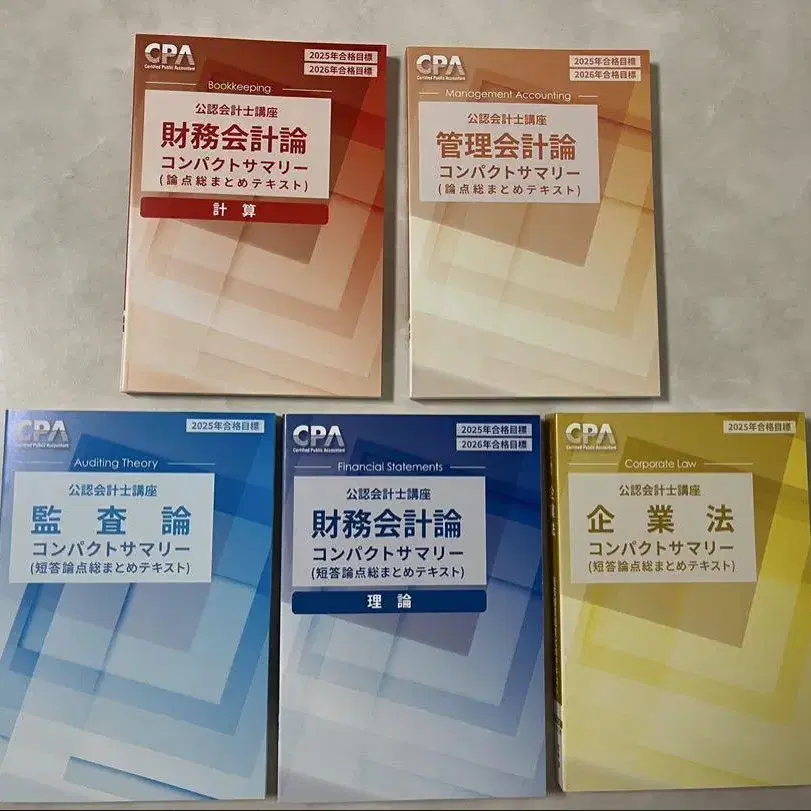 CPA
Certified Public Accountant
2025年合格目標
2026年合格目標
Bookkeeping
公認会計士講座
財務会計論
コンパクトサマリー
(論点総まとめテキスト)
計算
CPA
Certified Public Accountant
2025年合格目標
2026年合格目標
Management Accounting
公認会計士講座
管理会計論
コンパクトサマリー
(論点総まとめテキスト)
CPA
Certified Public Accountant
2025年合格目標
Auditing Theory
公認会計士講座
監査論
コンパクトサマリー
(短答論点総まとめテキスト)
CPA
Certified Public Accountant
2025年合格目標
2026年合格目標
Financial Statements
公認会計士講座
財務会計論
コンパクトサマリー
(短答論点総まとめテキスト)
理論
CPA
Certified Public Accountant
2025年合格目標
Corporate Law
公認会計士講座
企業法
コンパクトサマリー
(短答論点総まとめテキスト)